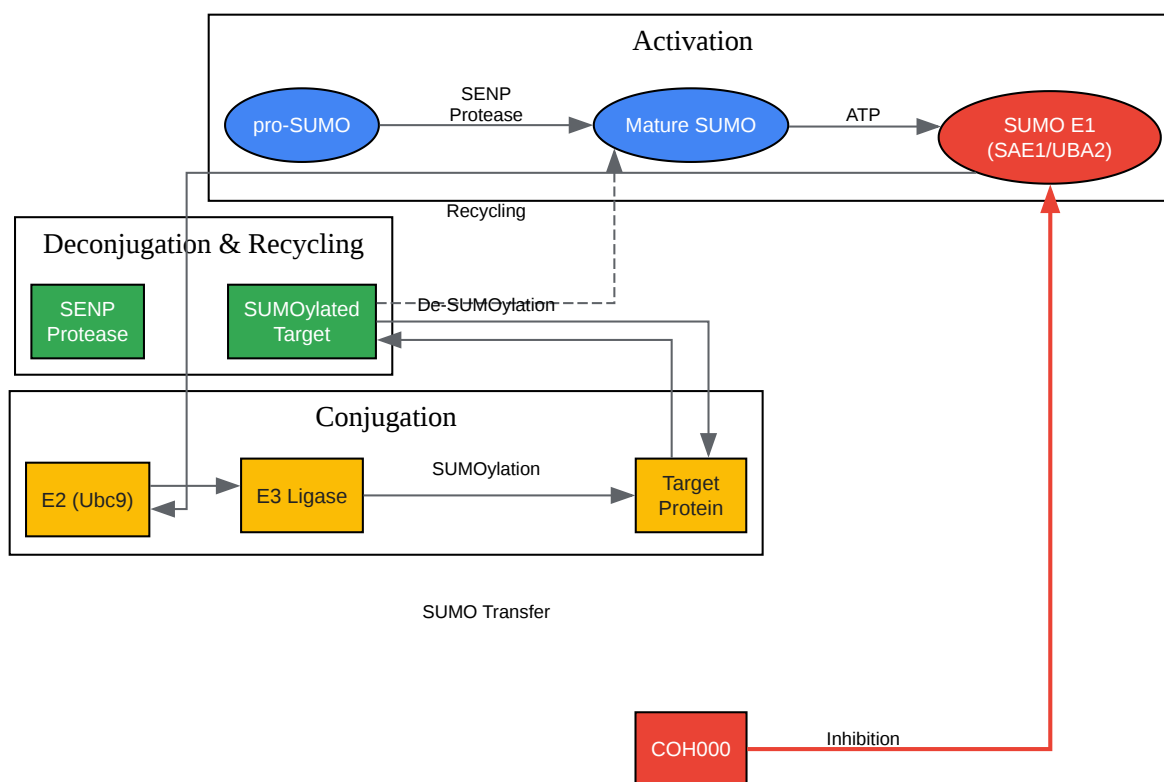 Activation
pro-SUMO
SENP
Protease
Mature SUMO
ATP
SUMO E1
(SAE1/UBA2)
Recycling
Deconjugation & Recycling
SENP
Protease
SUMOylated
Target
De-SUMOylation
Conjugation
E2 (Ubc9)
E3 Ligase
SUMOylation
Target
Protein
SUMO Transfer
COH000
Inhibition